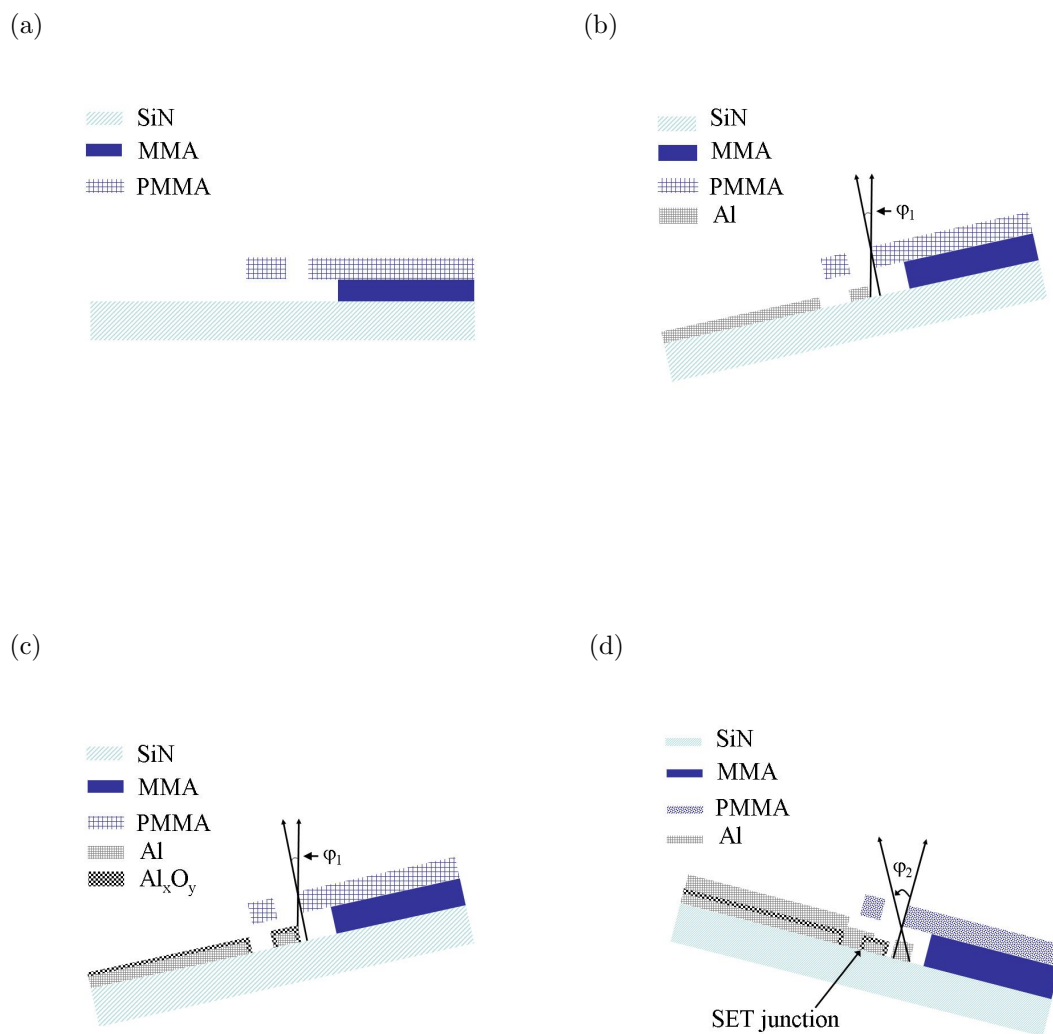 (a)
SiN
MMA
PMMA
(b)
SiN
MMA
PMMA
Al
φ₁
(c)
SiN
MMA
PMMA
Al
AlₓOᵧ
φ₁
(d)
SiN
MMA
PMMA
Al
φ₂
SET junction